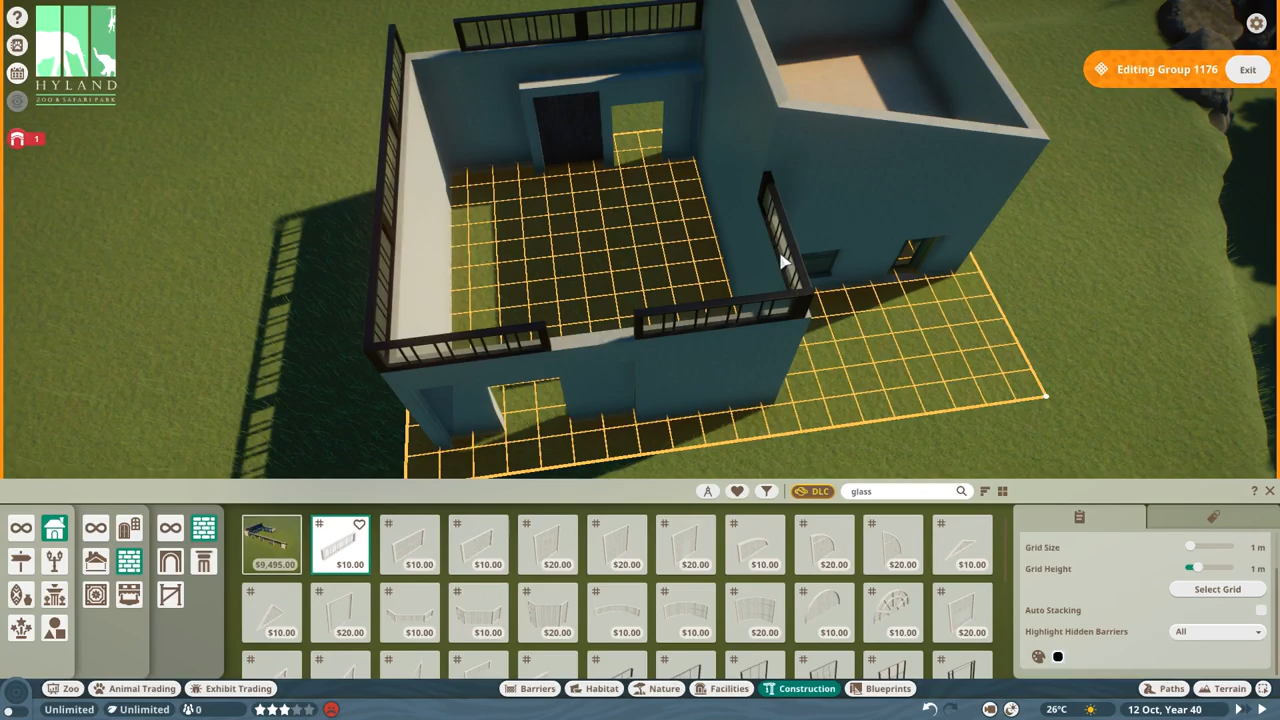 ?
HYLAND
ZOO & SAFARI PARK
1
Editing Group 1176
Exit
DLC
glass
?
$9,495.00
$10.00
$10.00
$10.00
$20.00
$20.00
$20.00
$10.00
$20.00
$20.00
$10.00
$10.00
$20.00
$10.00
$10.00
$20.00
$10.00
$10.00
$20.00
$10.00
$10.00
$20.00
Grid Size
1 m
Grid Height
1 m
Select Grid
Auto Stacking
Highlight Hidden Barriers
All
Zoo
Animal Trading
Exhibit Trading
Barriers
Habitat
Nature
Facilities
Construction
Blueprints
Paths
Terrain
Unlimited
Unlimited
0
26°C
12 Oct, Year 40